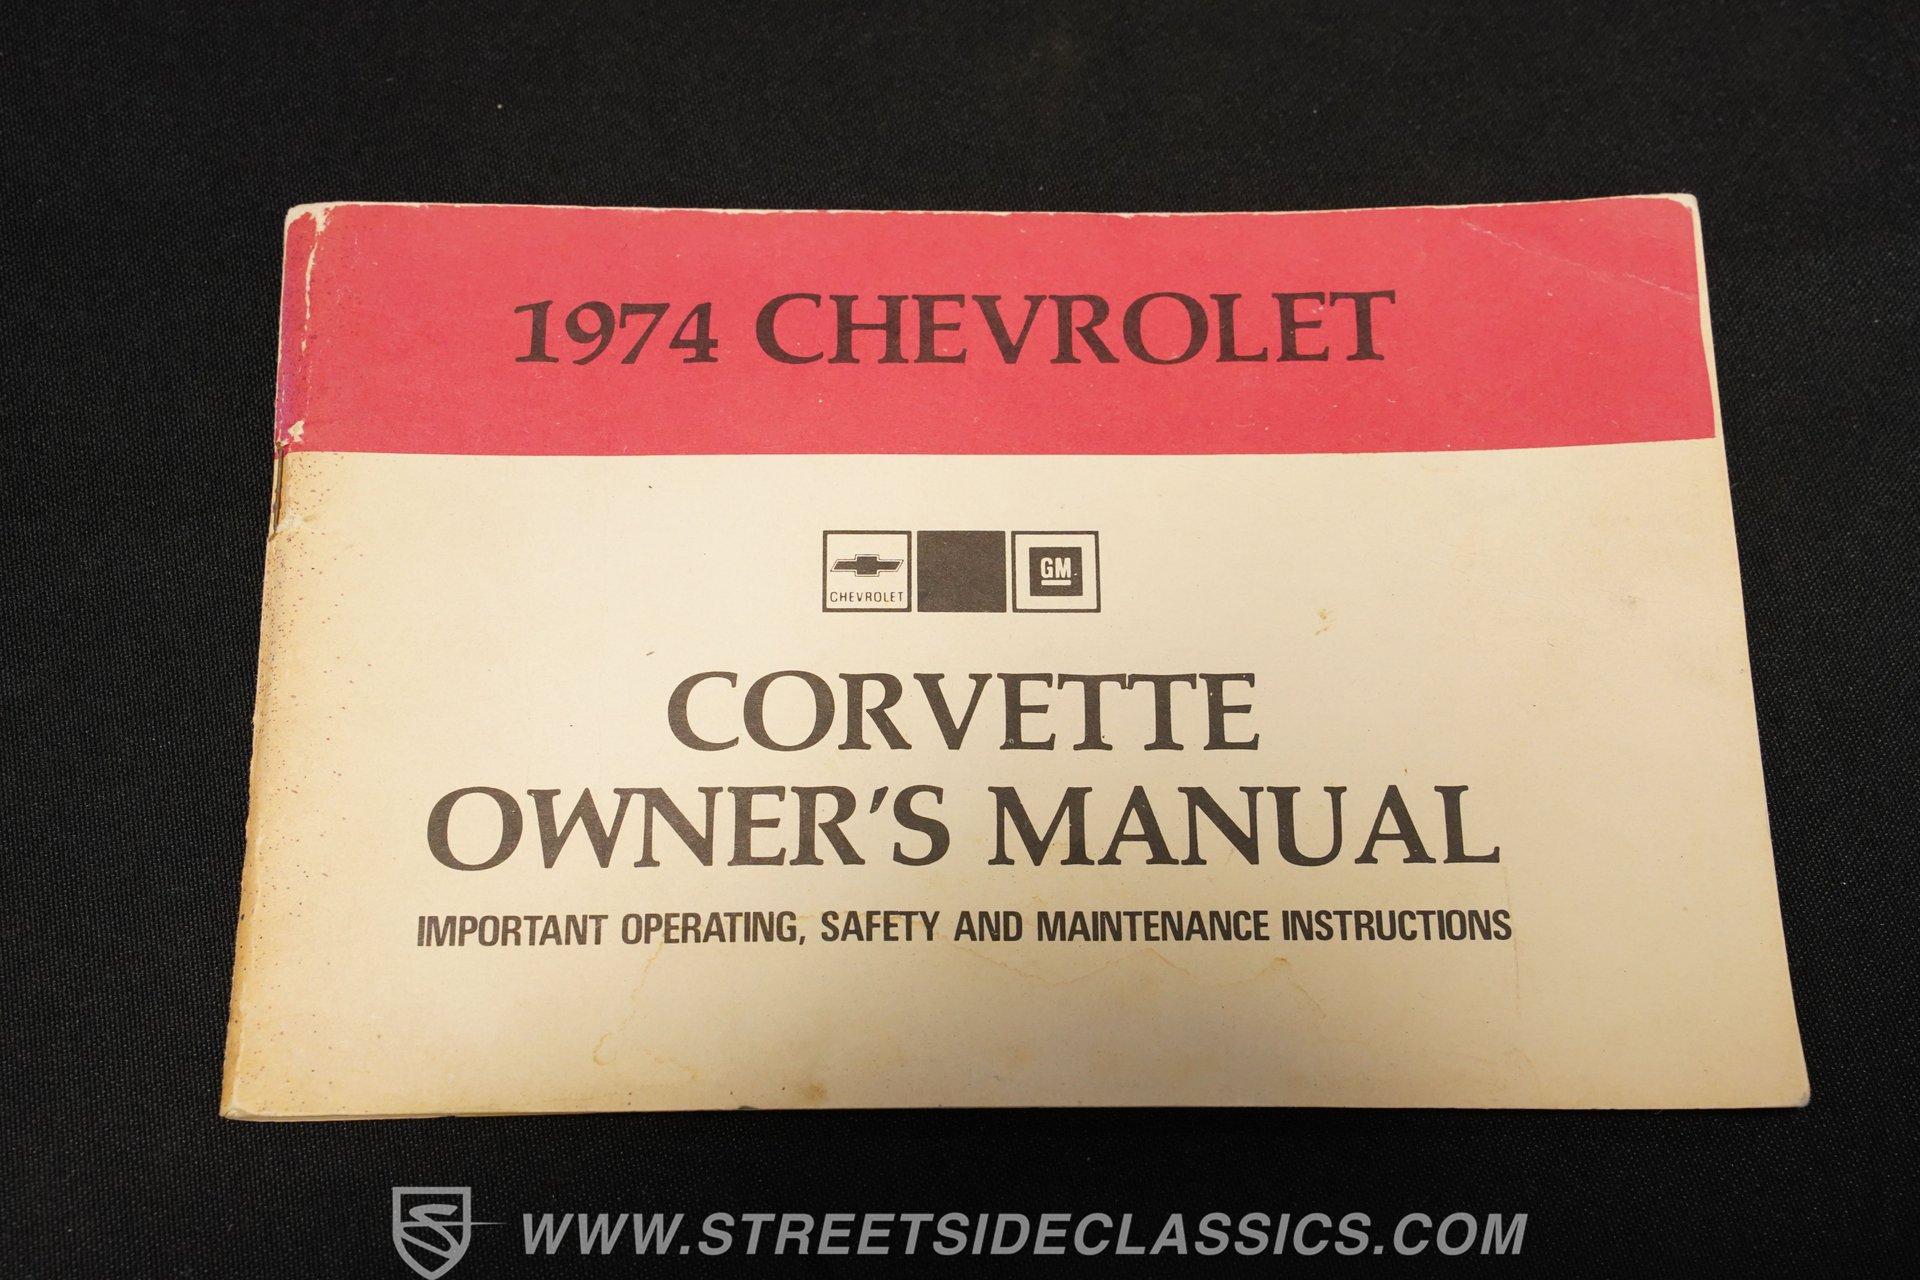 1974 CHEVROLET
CHEVROLET
GM
CORVETTE
OWNER'S MANUAL
IMPORTANT OPERATING, SAFETY AND MAINTENANCE INSTRUCTIONS
WWW.STREETSIDECLASSICS.COM